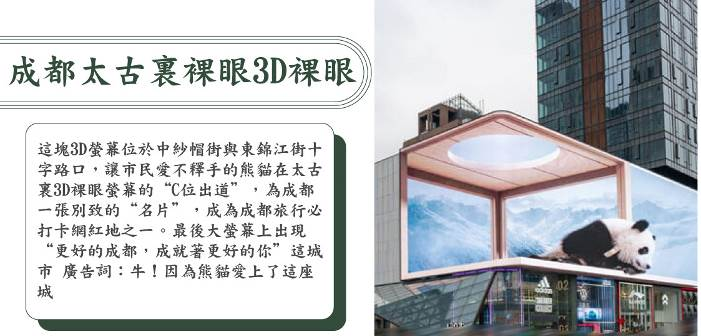 成都太古裏裸眼3D裸眼
這塊3D螢幕位於中紗帽街與東錦江街十
字路口，讓市民愛不釋手的熊貓在太古
裏3D裸眼螢幕的“C位出道”，為成都
一張別致的“名片”，成為成都旅行必
打卡網紅地之一。最後大螢幕上出現
“更好的成都，成就著更好的你”這城
市 廣告詞：牛！因為熊貓愛上了這座
城
adidas
02